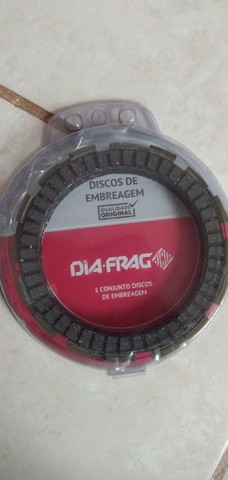 DISCOS DE
EMBREAGEM
QUALIDADE
ORIGINAL
DIA-FRAG
1 CONJUNTO DISCOS
DE EMBREAGEM